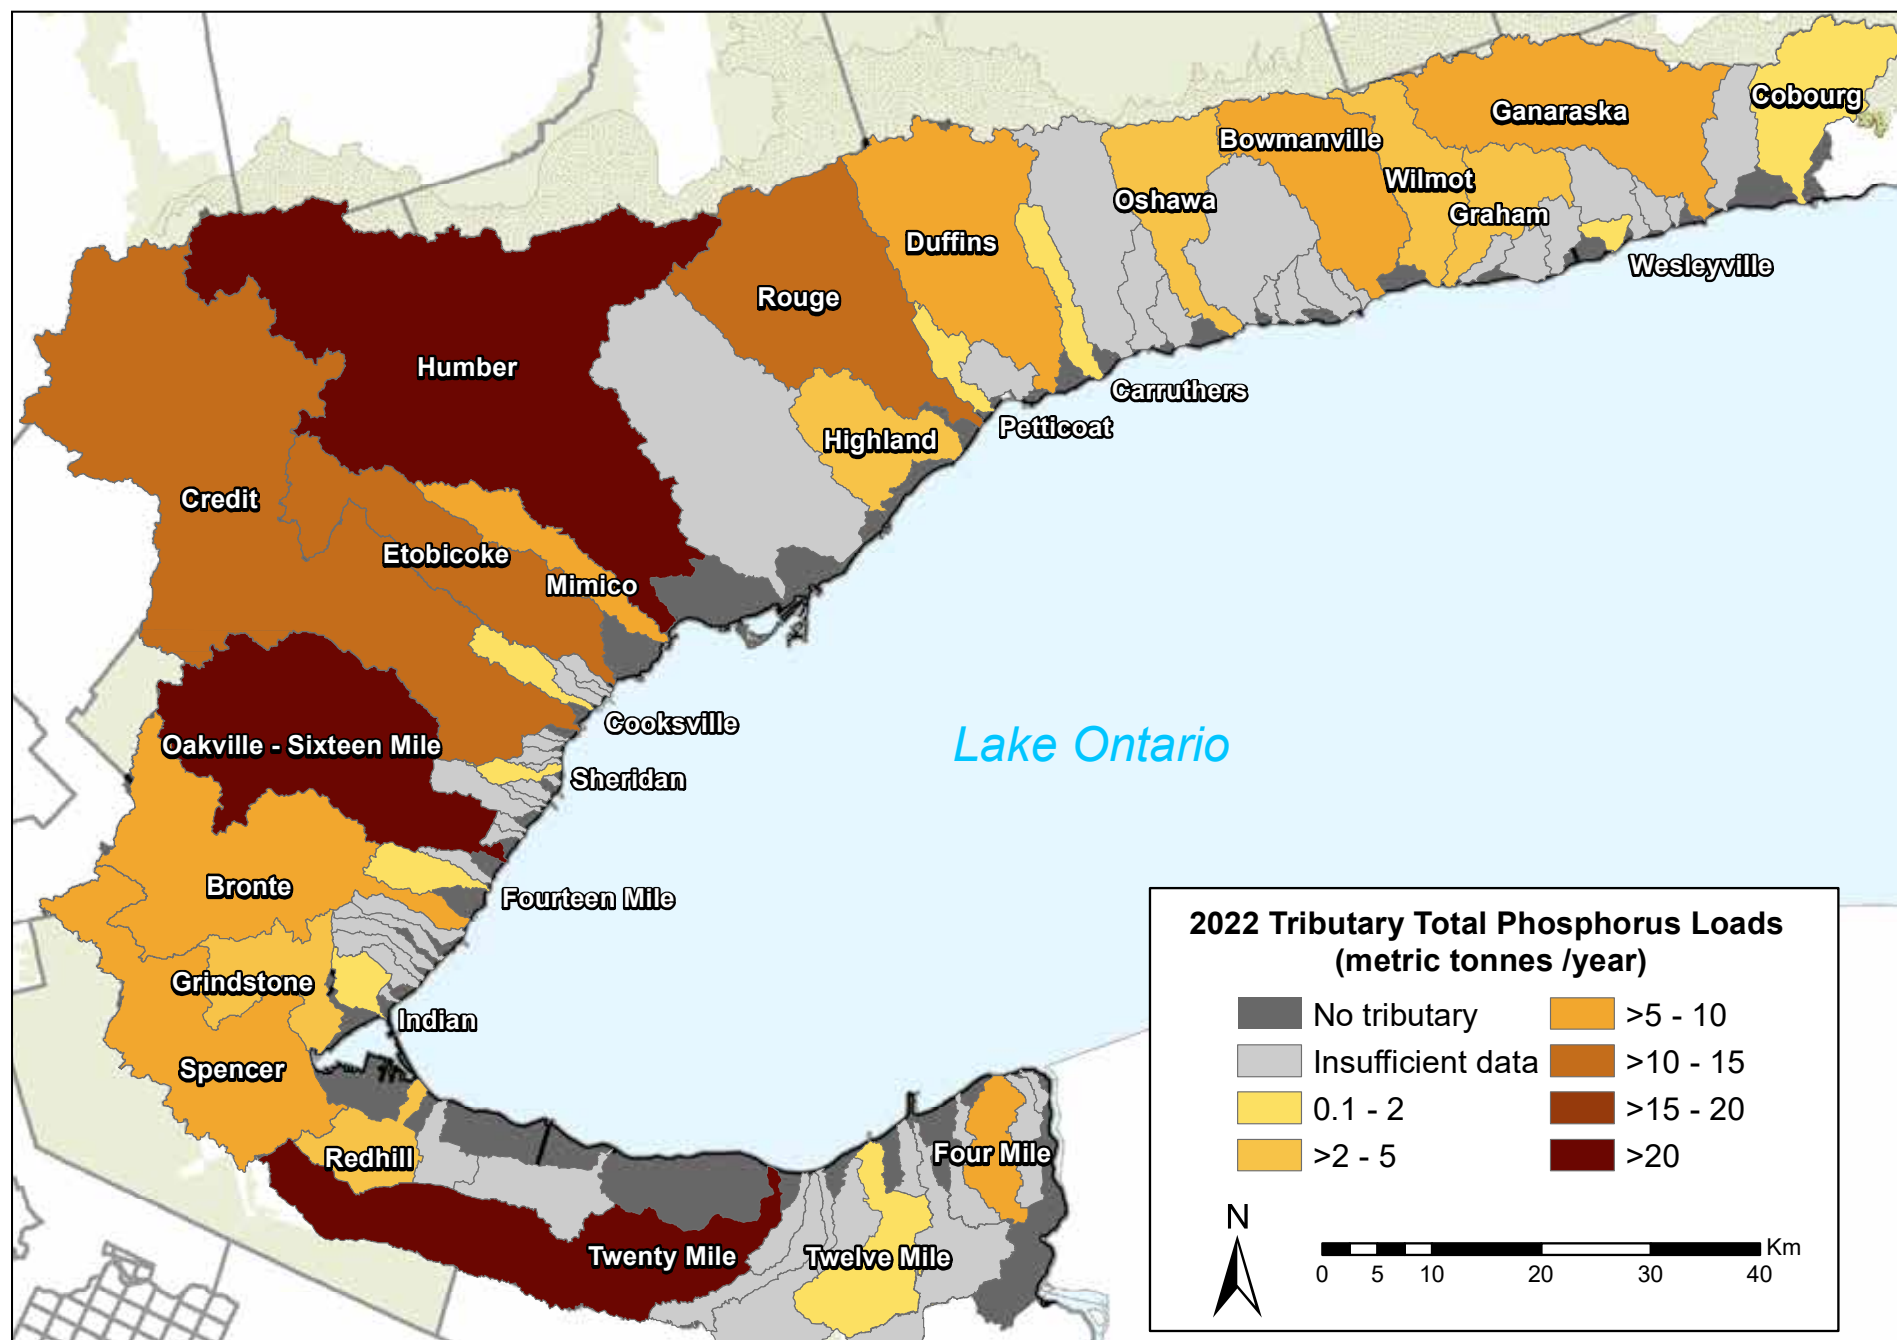 Cobourg
Ganaraska
Bowmanville
Wilmot
Oshawa
Graham
Duffins
Wesleyville
Rouge
Humber
Carruthers
Petticoat
Highland
Credit
Etobicoke
Mimico
Cooksville
Oakville - Sixteen Mile
Lake Ontario
Sheridan
Bronte
Fourteen Mile
Grindstone
Indian
Spencer
Redhill
Four Mile
Twenty Mile
Twelve Mile
2022 Tributary Total Phosphorus Loads
(metric tonnes /year)
No tributary
Insufficient data
0.1 - 2
>2 - 5
>5 - 10
>10 - 15
>15 - 20
>20
N
Km
0 5 10 20 30 40